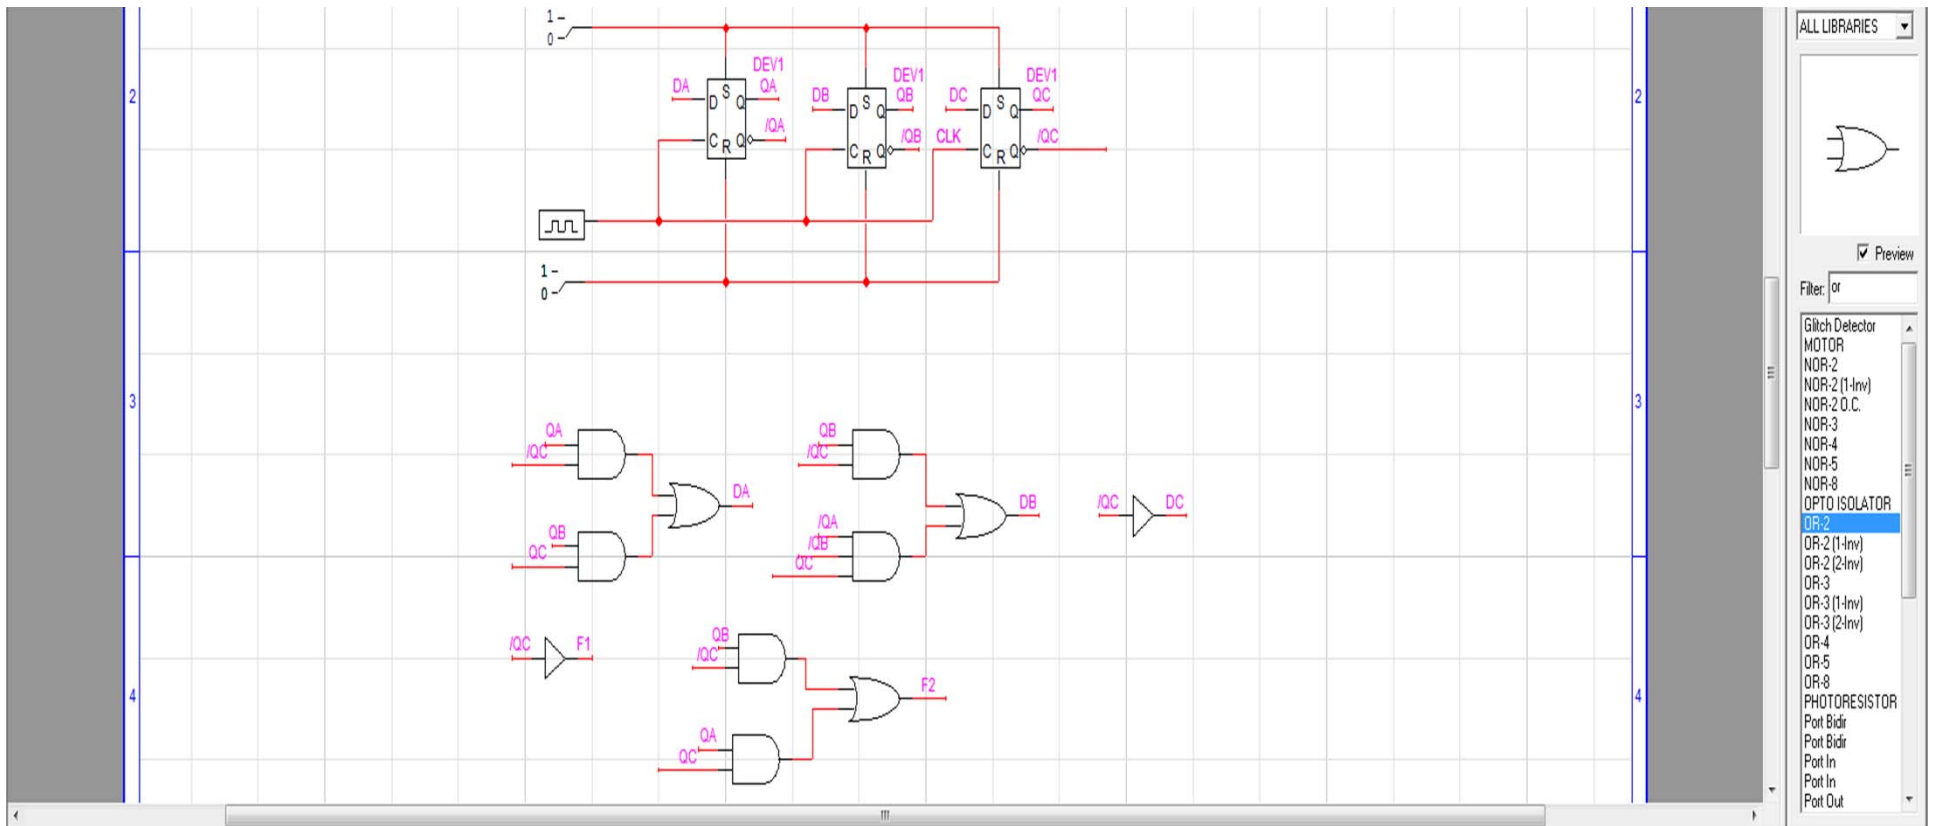 1
0
ALL LIBRARIES
2
DA
DEV1
QA
D S Q
/QA
C R Q
DB
DEV1
QB
D S Q
/QB
C R Q
CLK
DC
DEV1
QC
D S Q
/QC
C R Q
2
1
0
Preview
Filter: or
Glitch Detector
MOTOR
NOR-2
NOR-2 (1-Inv)
NOR-2 O.C.
NOR-3
NOR-4
NOR-5
NOR-8
OPTO ISOLATOR
OR-2
OR-2 (1-Inv)
OR-2 (2-Inv)
OR-3
OR-3 (1-Inv)
OR-3 (2-Inv)
OR-4
OR-5
OR-8
PHOTORESISTOR
Port Bidir
Port Bidir
Port In
Port In
Port Out
3
QA
/QC
QB
QC
DA
QB
/QC
/QA
/QB
QC
DB
/QC
DC
3
4
/QC
F1
QB
/QC
QA
QC
F2
4